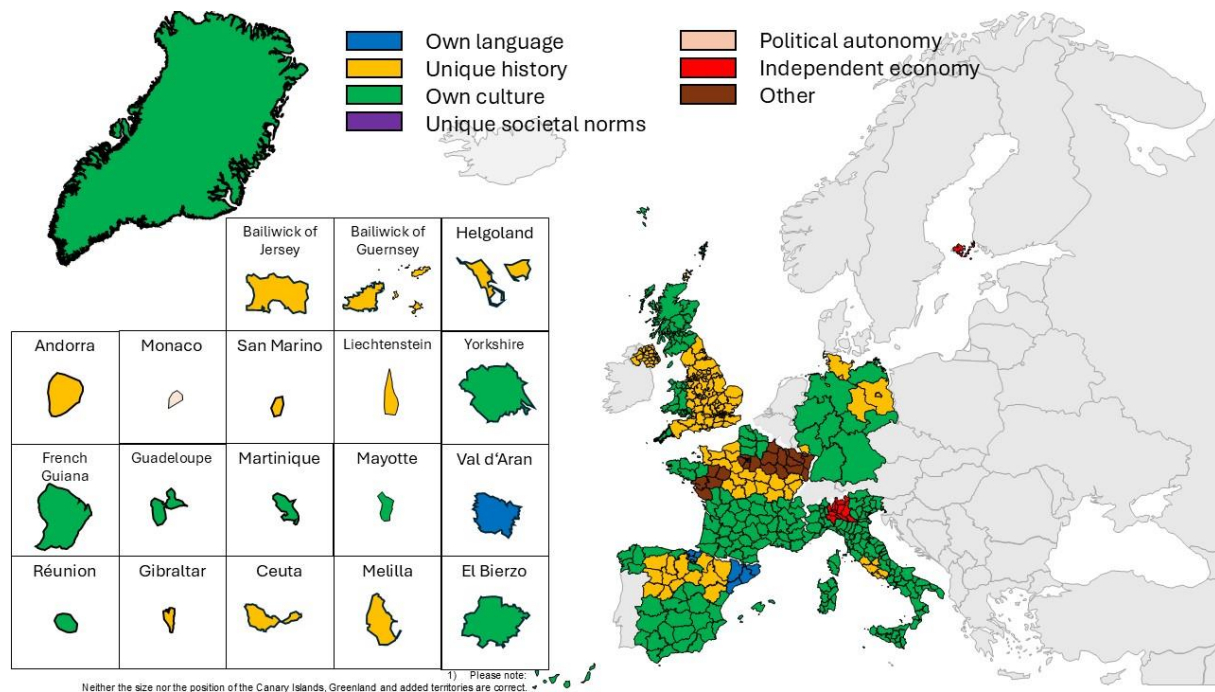 Own language
Unique history
Own culture
Unique societal norms
Political autonomy
Independent economy
Other
Bailiwick of
Jersey
Bailiwick of
Guernsey
Helgoland
Andorra
Monaco
San Marino
Liechtenstein
Yorkshire
French
Guiana
Guadeloupe
Martinique
Mayotte
Val d‘Aran
Réunion
Gibraltar
Ceuta
Melilla
El Bierzo
1) Please note:
Neither the size nor the position of the Canary Islands, Greenland and added territories are correct.